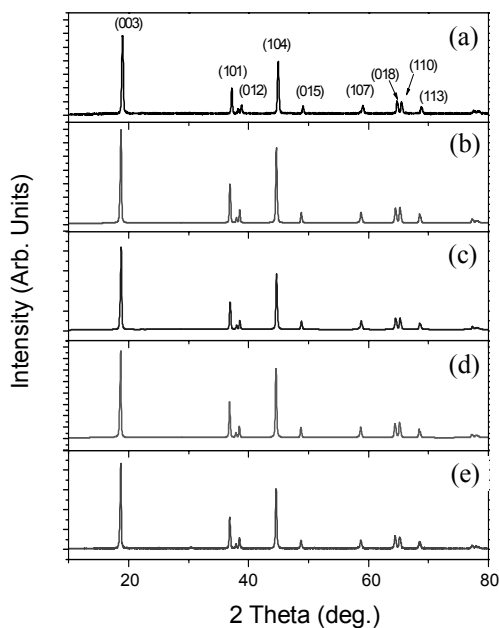 (003)
(104)
(a)
(110)
(101)
(018)
(012)
(015)
(107)
(113)
(b)
(c)
(d)
(e)
Intensity (Arb. Units)
20 40 60 80
2 Theta (deg.)